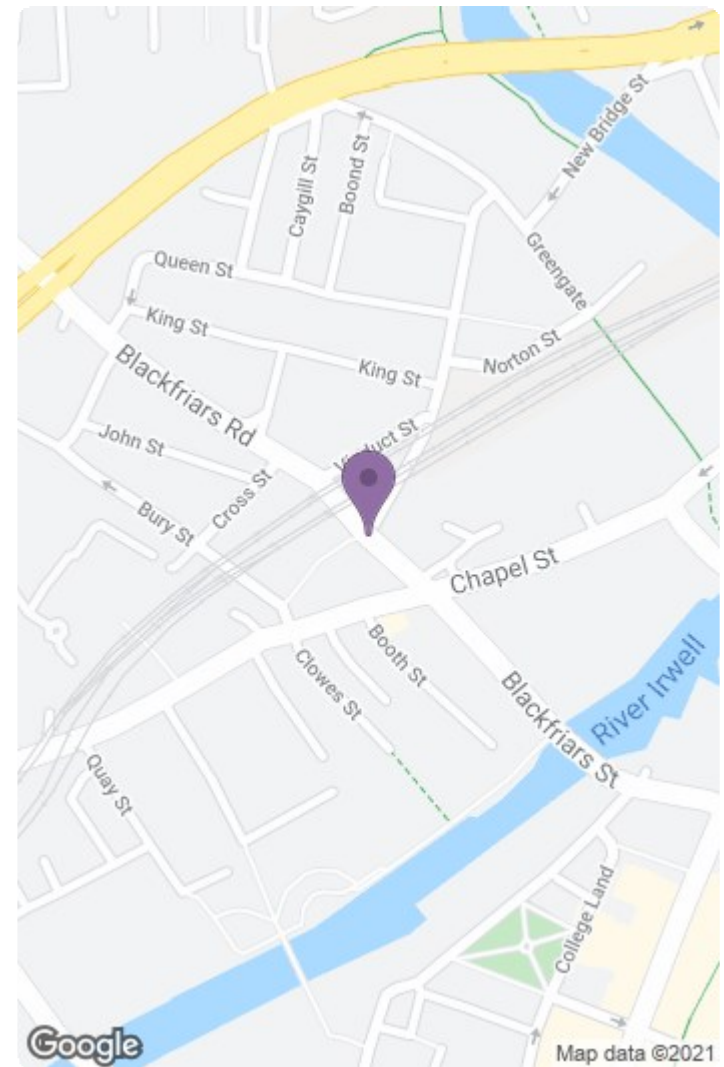 New Bridge St
Caygill St
Boond St
Greengate
Queen St
King St
King St
Norton St
Blackfriars Rd
John St
Cross St
Bury St
Chapel St
Booth St
Clowes St
Blackfriars St
River Irwell
Quay St
College Land
Google
Map data ©2021